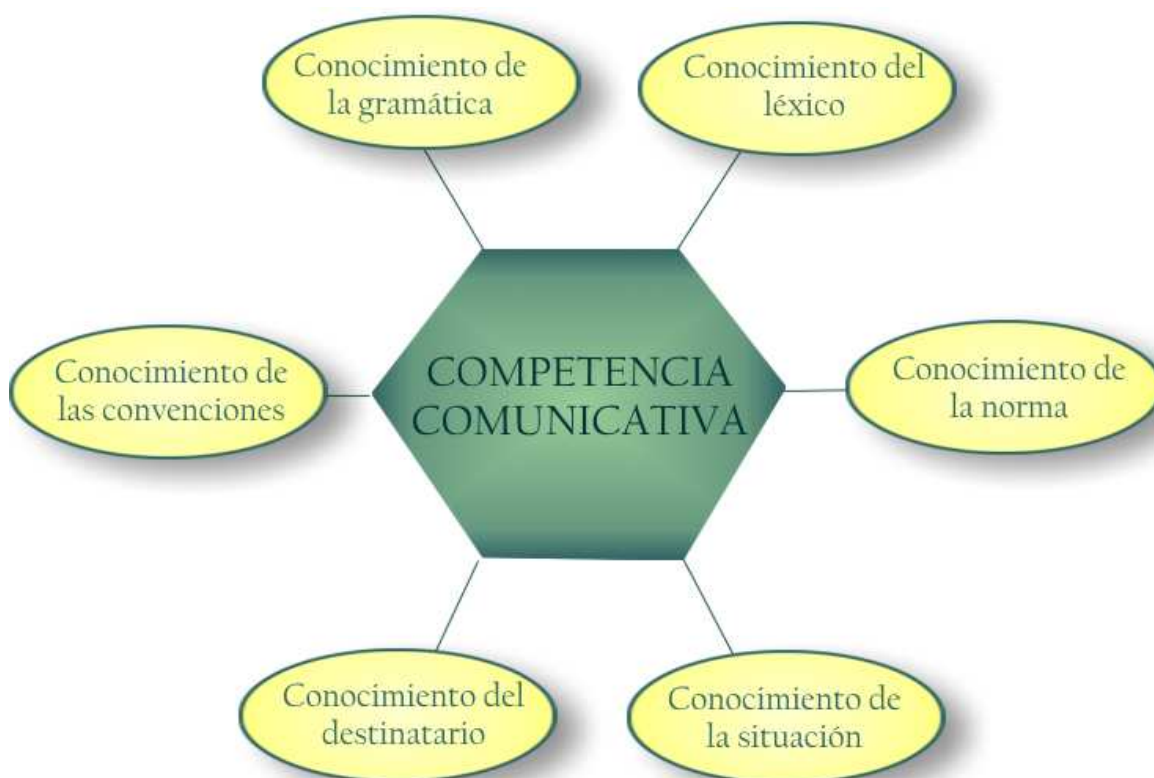 Conocimiento de
la gramática
Conocimiento del
léxico
Conocimiento de
las convenciones
COMPETENCIA
COMUNICATIVA
Conocimiento de
la norma
Conocimiento del
destinatario
Conocimiento de
la situación